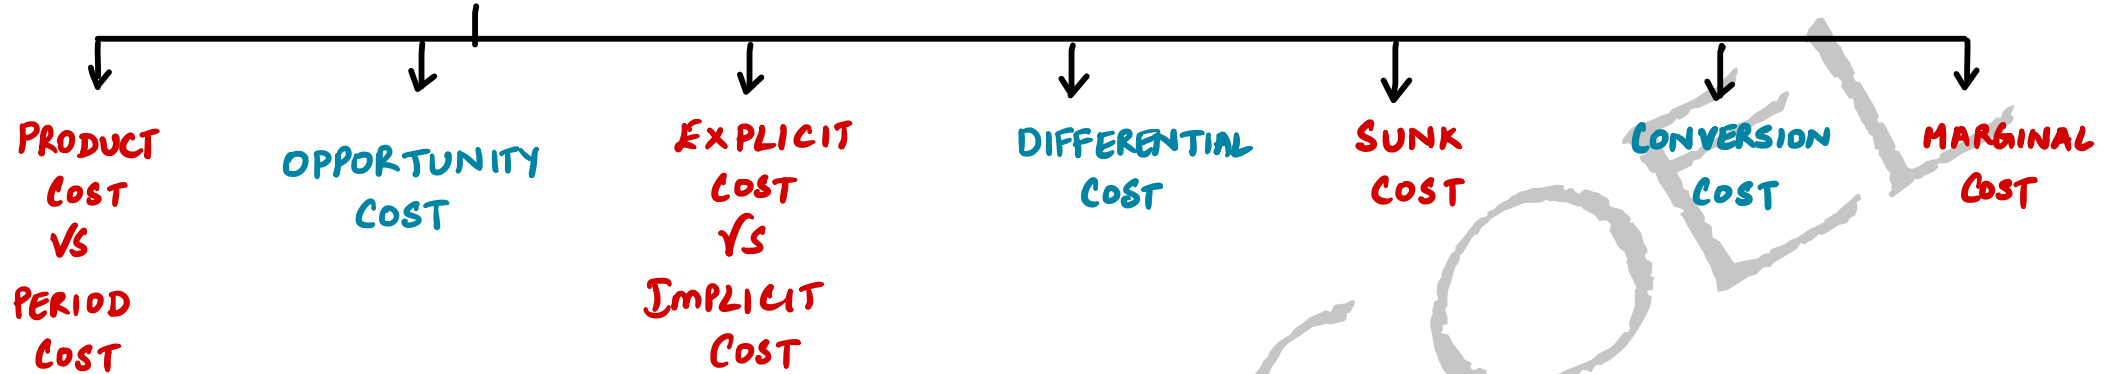 PRODUCT
COST
VS
PERIOD
COST
OPPORTUNITY
COST
EXPLICIT
COST
VS
IMPLICIT
COST
DIFFERENTIAL
COST
SUNK
COST
CONVERSION
COST
MARGINAL
COST